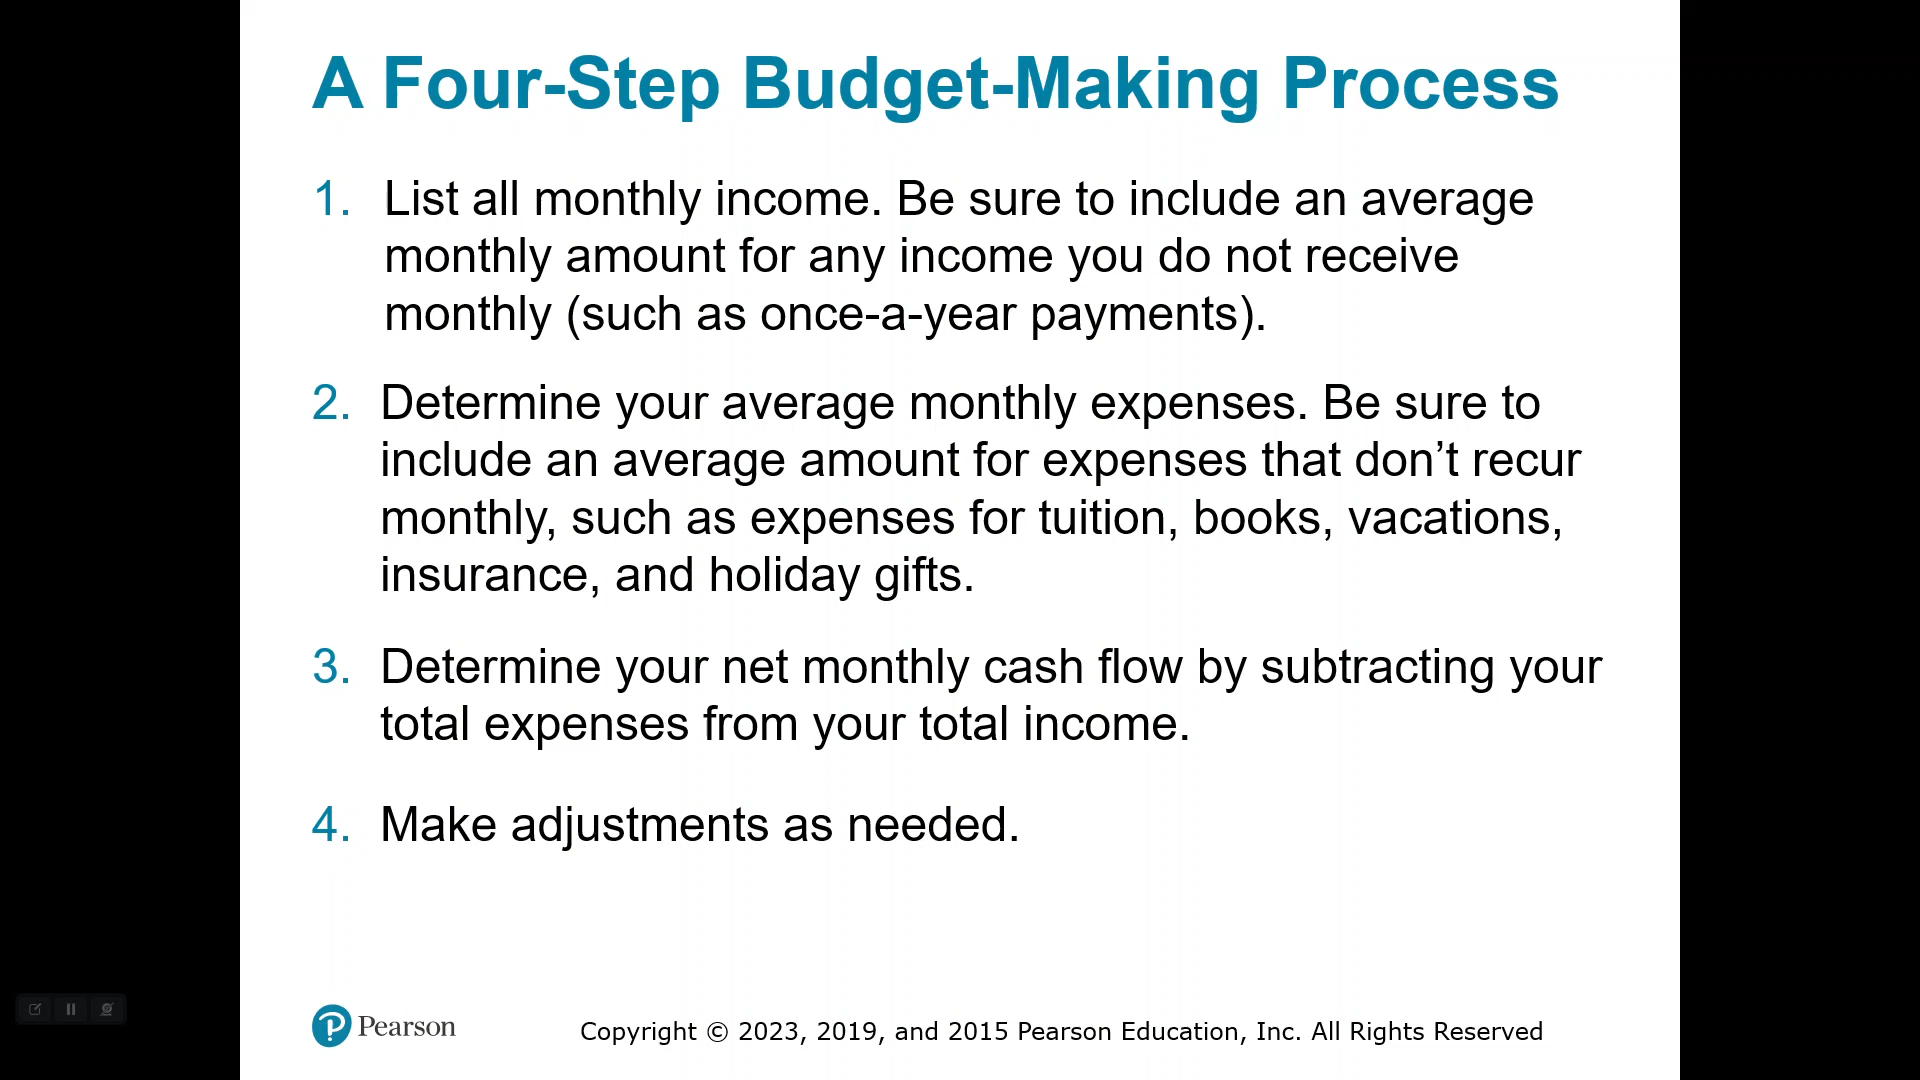 A Four-Step Budget-Making Process
1. List all monthly income. Be sure to include an average
monthly amount for any income you do not receive
monthly (such as once-a-year payments).
2. Determine your average monthly expenses. Be sure to
include an average amount for expenses that don’t recur
monthly, such as expenses for tuition, books, vacations,
insurance, and holiday gifts.
3. Determine your net monthly cash flow by subtracting your
total expenses from your total income.
4. Make adjustments as needed.
P Pearson
Copyright © 2023, 2019, and 2015 Pearson Education, Inc. All Rights Reserved